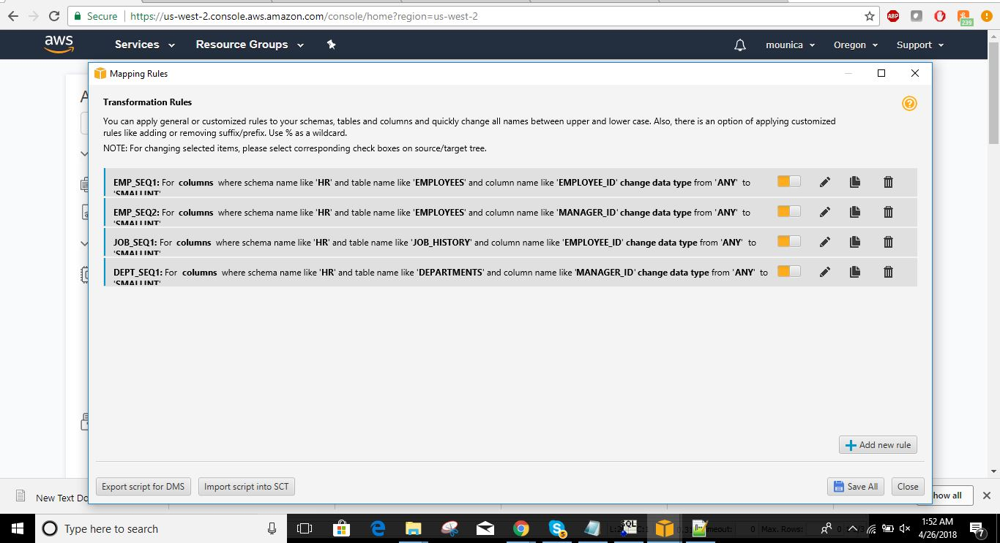 Secure https://us-west-2.console.aws.amazon.com/console/home?region=us-west-2
ABP
239
aws Services Resource Groups mounica Oregon Support
A
Mapping Rules
Transformation Rules
You can apply general or customized rules to your schemas, tables and columns and quickly change all names between upper and lower case. Also, there is an option of applying customized
rules like adding or removing suffix/prefix. Use % as a wildcard.
NOTE: For changing selected items, please select corresponding check boxes on source/target tree.
EMP_SEQ1: For columns where schema name like 'HR' and table name like 'EMPLOYEES' and column name like 'EMPLOYEE_ID' change data type from 'ANY' to
'SMALLINT'
EMP_SEQ2: For columns where schema name like 'HR' and table name like 'EMPLOYEES' and column name like 'MANAGER_ID' change data type from 'ANY' to
'SMALLINT'
JOB_SEQ1: For columns where schema name like 'HR' and table name like 'JOB_HISTORY' and column name like 'EMPLOYEE_ID' change data type from 'ANY' to
'SMALLINT'
DEPT_SEQ1: For columns where schema name like 'HR' and table name like 'DEPARTMENTS' and column name like 'MANAGER_ID' change data type from 'ANY' to
'SMALLINT'
Add new rule
Export script for DMS Import script into SCT Save All Close
New Text Do how all
Type here to search
SQL
5
Max. Rows:
1:52 AM
4/26/2018
7